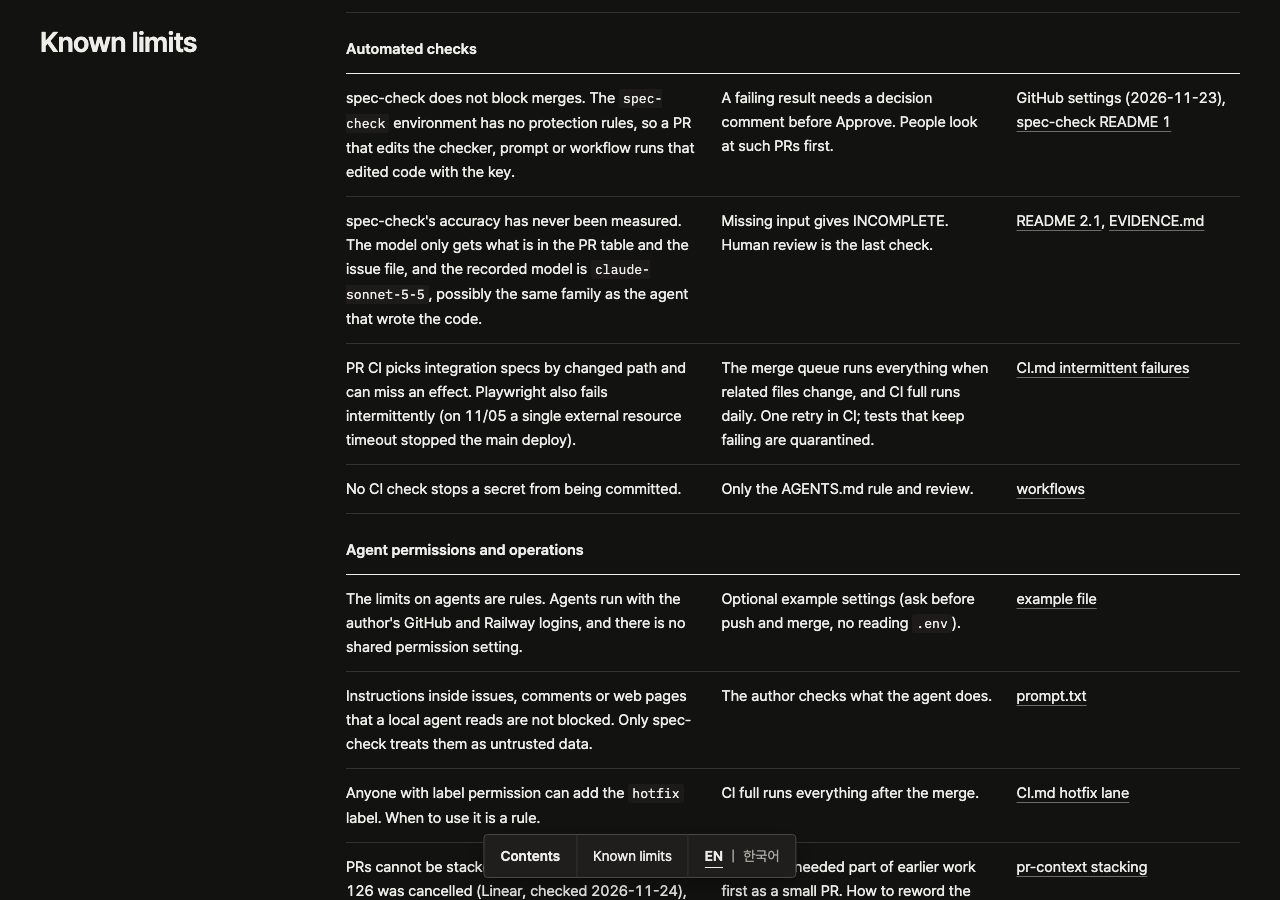 Known limits
Automated checks
spec-check does not block merges. The spec-
check environment has no protection rules, so a PR
that edits the checker, prompt or workflow runs that
edited code with the key.
A failing result needs a decision
comment before Approve. People look
at such PRs first.
GitHub settings (2026-11-23),
spec-check README 1
spec-check's accuracy has never been measured.
The model only gets what is in the PR table and the
issue file, and the recorded model is claude-
sonnet-5-5, possibly the same family as the agent
that wrote the code.
Missing input gives INCOMPLETE.
Human review is the last check.
README 2.1, EVIDENCE.md
PR CI picks integration specs by changed path and
can miss an effect. Playwright also fails
intermittently (on 11/05 a single external resource
timeout stopped the main deploy).
The merge queue runs everything when
related files change, and CI full runs
daily. One retry in CI; tests that keep
failing are quarantined.
CI.md intermittent failures
No CI check stops a secret from being committed.
Only the AGENTS.md rule and review.
workflows
Agent permissions and operations
The limits on agents are rules. Agents run with the
author's GitHub and Railway logins, and there is no
shared permission setting.
Optional example settings (ask before
push and merge, no reading .env).
example file
Instructions inside issues, comments or web pages
that a local agent reads are not blocked. Only spec-
check treats them as untrusted data.
The author checks what the agent does.
prompt.txt
Anyone with label permission can add the hotfix
label. When to use it is a rule.
CI full runs everything after the merge.
CI.md hotfix lane
PRs cannot be stack
126 was cancelled (Linear, checked 2026-11-24),
needed part of earlier work
first as a small PR. How to reword the
pr-context stacking
Contents
Known limits
EN | 한국어